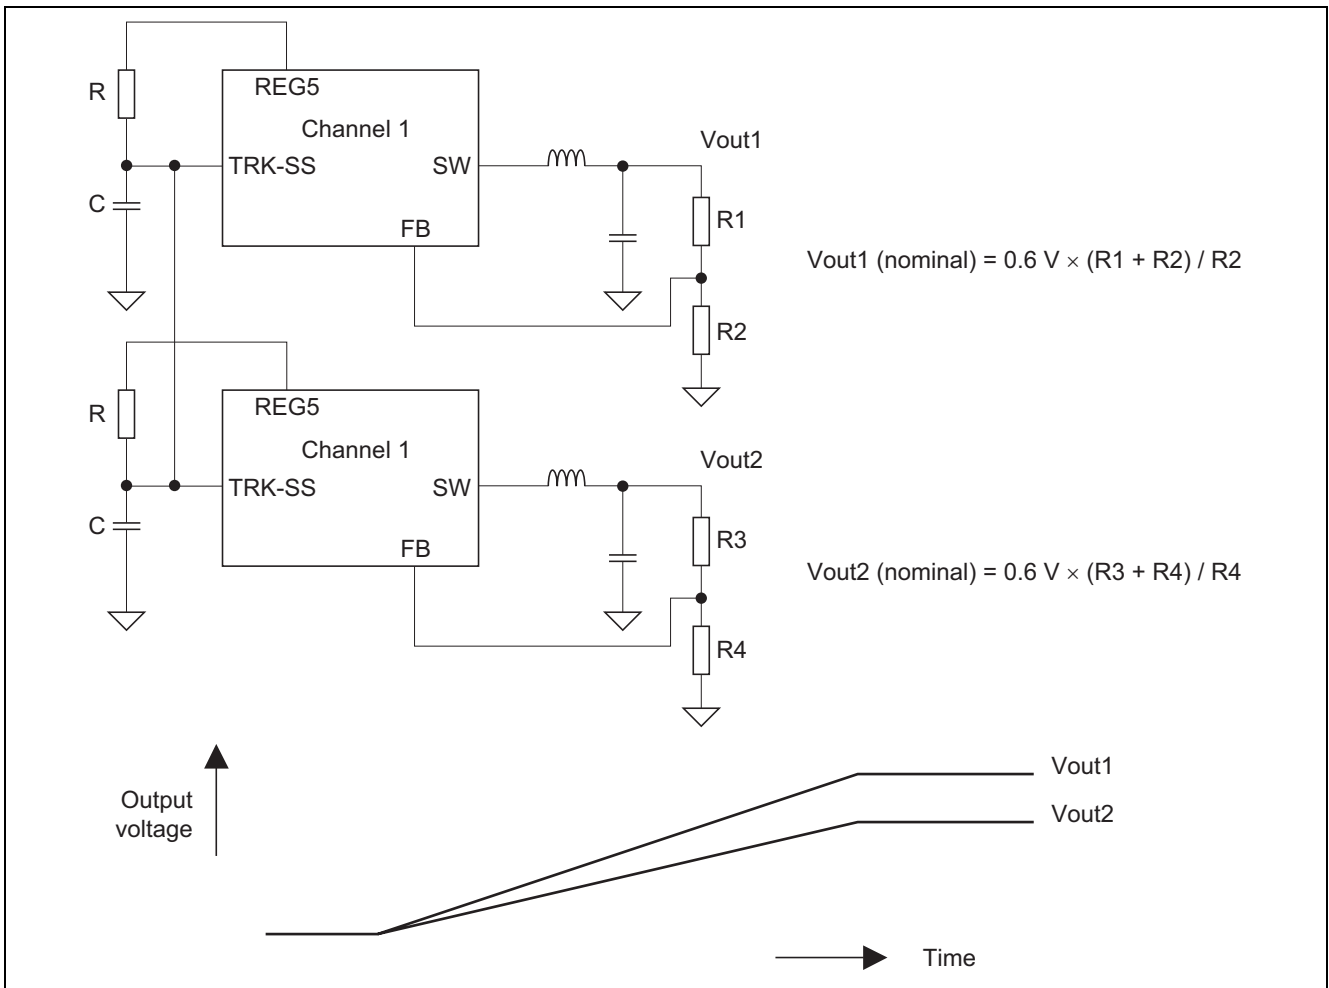 REG5
R
Channel 1
Vout1
TRK-SS
SW
C
R1
FB
Vout1 (nominal) = 0.6 V × (R1 + R2) / R2
R2
REG5
R
Channel 1
Vout2
TRK-SS
SW
C
R3
FB
Vout2 (nominal) = 0.6 V × (R3 + R4) / R4
R4
Vout1
Output
voltage
Vout2
Time